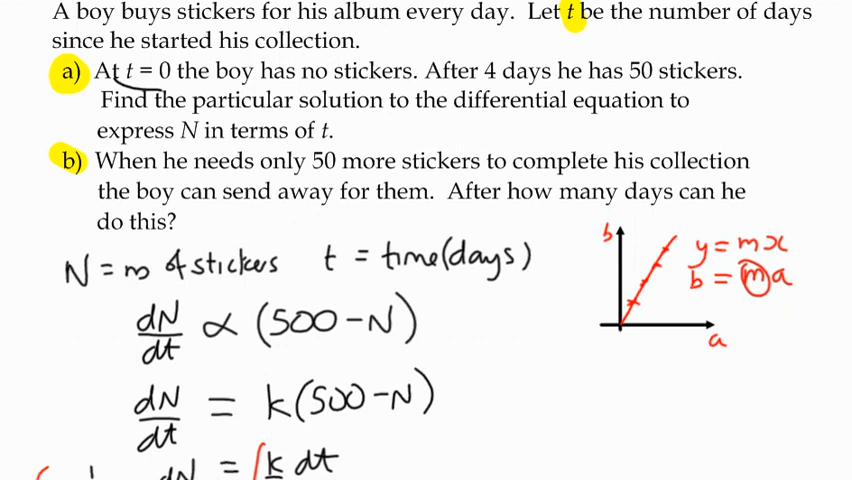 A boy buys stickers for his album every day. Let t be the number of days
since he started his collection.
a) At t = 0 the boy has no stickers. After 4 days he has 50 stickers.
Find the particular solution to the differential equation to
express N in terms of t.
b) When he needs only 50 more stickers to complete his collection
the boy can send away for them. After how many days can he
do this?
N = no of stickers t = time (days)
b
y = mx
b = ma
a
dN/dt ∝ (500 - N)
dN/dt = k(500 - N)
dN = ∫k dt